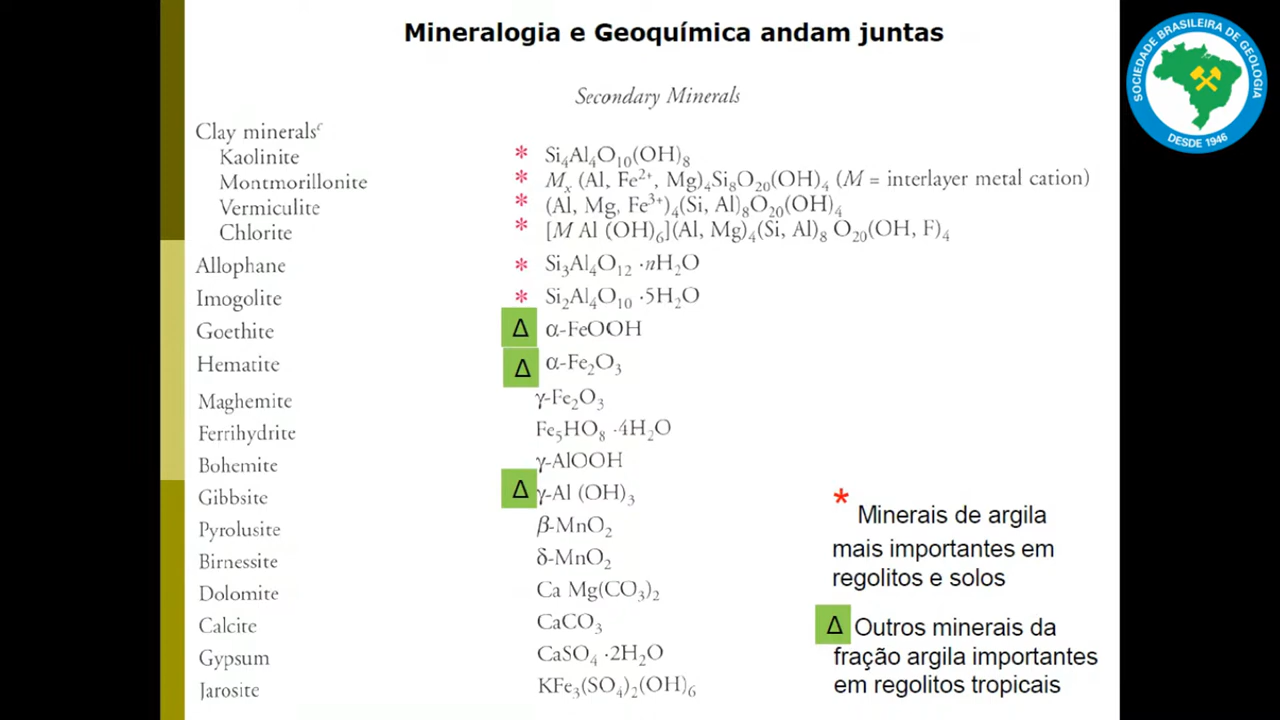 Mineralogia e Geoquímica andam juntas
SOCIEDADE BRASILEIRA DE GEOLOGIA
DESDE 1946
Secondary Minerals
Clay mineralsᶜ
Kaolinite * Si₄Al₄O₁₀(OH)₈
Montmorillonite * Mₓ (Al, Fe²⁺, Mg)₄Si₈O₂₀(OH)₄ (M = interlayer metal cation)
Vermiculite * (Al, Mg, Fe³⁺)₄(Si, Al)₈O₂₀(OH)₄
Chlorite * [M Al (OH)₆](Al, Mg)₄(Si, Al)₈ O₂₀(OH, F)₄
Allophane * Si₃Al₄O₁₂ ·nH₂O
Imogolite * Si₂Al₄O₁₀ ·5H₂O
Goethite Δ α-FeOOH
Hematite Δ α-Fe₂O₃
Maghemite γ-Fe₂O₃
Ferrihydrite Fe₅HO₈ ·4H₂O
Bohemite γ-AlOOH
Gibbsite Δ γ-Al (OH)₃
Pyrolusite β-MnO₂
Birnessite δ-MnO₂
Dolomite Ca Mg(CO₃)₂
Calcite CaCO₃
Gypsum CaSO₄ ·2H₂O
Jarosite KFe₃(SO₄)₂(OH)₆
* Minerais de argila
mais importantes em
regolitos e solos
Δ Outros minerais da
fração argila importantes
em regolitos tropicais